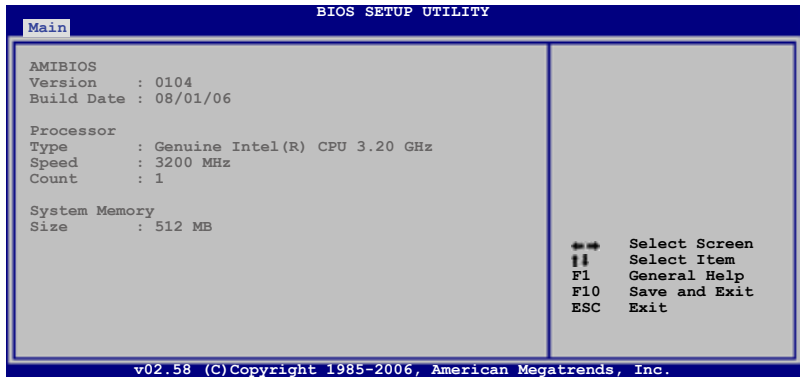 BIOS SETUP UTILITY
Main
AMIBIOS
Version : 0104
Build Date : 08/01/06
Processor
Type : Genuine Intel(R) CPU 3.20 GHz
Speed : 3200 MHz
Count : 1
System Memory
Size : 512 MB
←→ Select Screen
↑↓ Select Item
F1 General Help
F10 Save and Exit
ESC Exit
v02.58 (C)Copyright 1985-2006, American Megatrends, Inc.